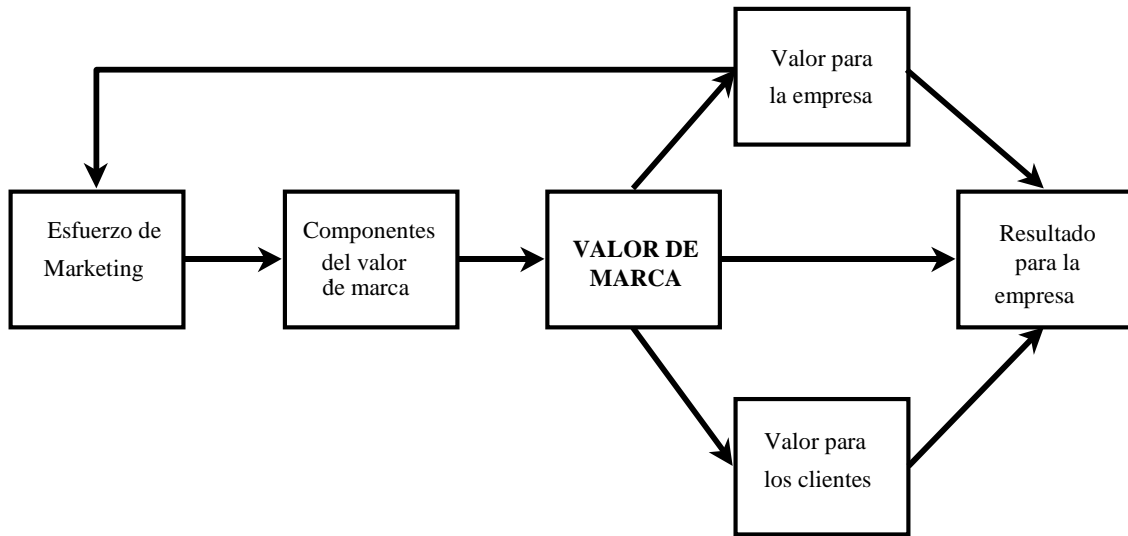 Valor para
la empresa
Esfuerzo de
Marketing
Componentes
del valor
de marca
VALOR DE
MARCA
Resultado
para la
empresa
Valor para
los clientes